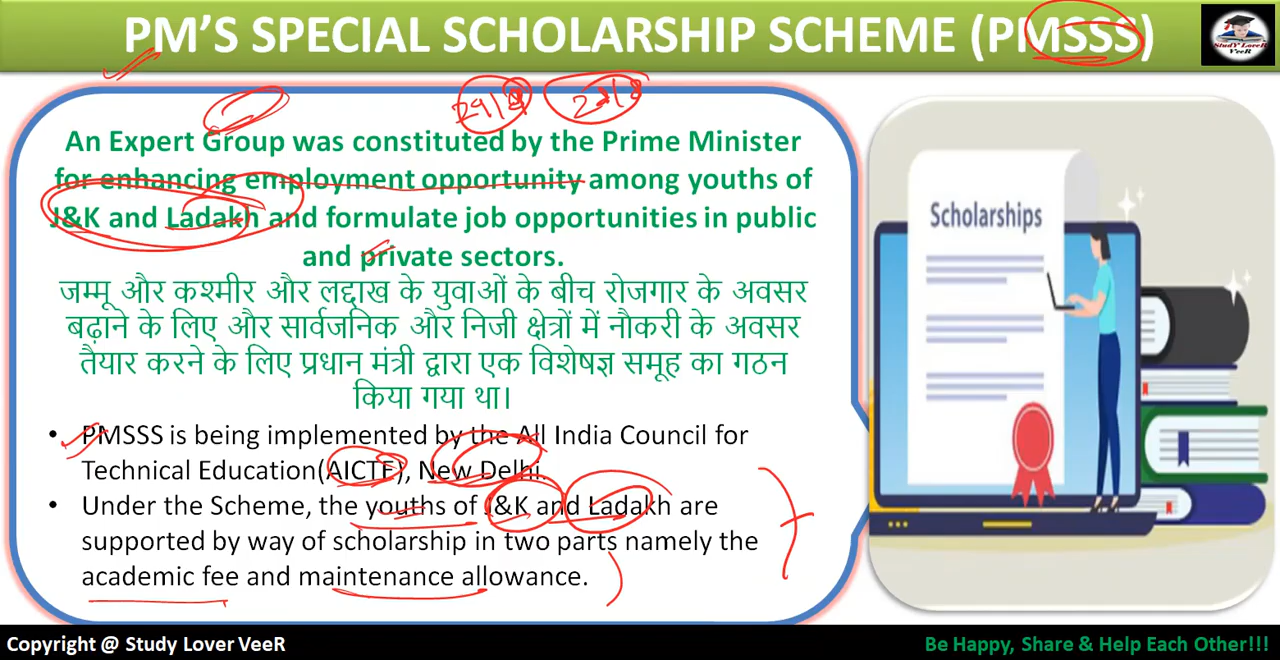 PM'S SPECIAL SCHOLARSHIP SCHEME (PMSSS)
StudY LoveR
VeeR
An Expert Group was constituted by the Prime Minister
for enhancing employment opportunity among youths of
J&K and Ladakh and formulate job opportunities in public
and private sectors.
जम्मू और कश्मीर और लद्दाख के युवाओं के बीच रोजगार के अवसर
बढ़ाने के लिए और सार्वजनिक और निजी क्षेत्रों में नौकरी के अवसर
तैयार करने के लिए प्रधान मंत्री द्वारा एक विशेषज्ञ समूह का गठन
किया गया था।
• PMSSS is being implemented by the All India Council for
Technical Education(AICTE), New Delhi.
• Under the Scheme, the youths of J&K and Ladakh are
supported by way of scholarship in two parts namely the
academic fee and maintenance allowance.
Scholarships
Copyright @ Study Lover VeeR
Be Happy, Share & Help Each Other!!!